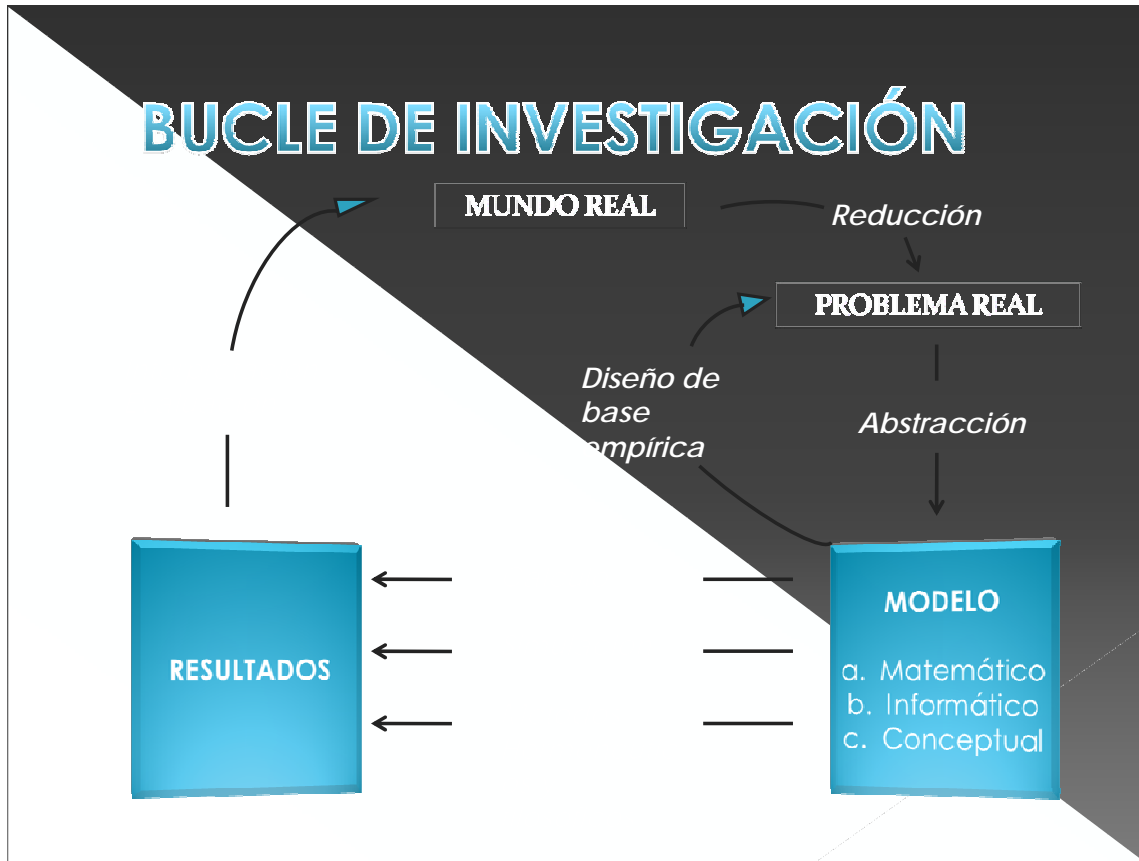 BUCLE DE INVESTIGACIÓN
MUNDO REAL
Reducción
PROBLEMA REAL
Diseño de
base
empírica
Abstracción
MODELO
a. Matemático
b. Informático
c. Conceptual
RESULTADOS